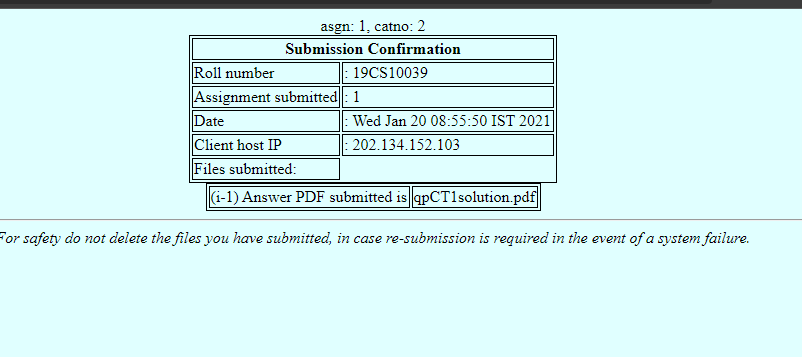 asgn: 1, catno: 2
Submission Confirmation
Roll number : 19CS10039
Assignment submitted : 1
Date : Wed Jan 20 08:55:50 IST 2021
Client host IP : 202.134.152.103
Files submitted:
(i-1) Answer PDF submitted is qpCT1solution.pdf
For safety do not delete the files you have submitted, in case re-submission is required in the event of a system failure.